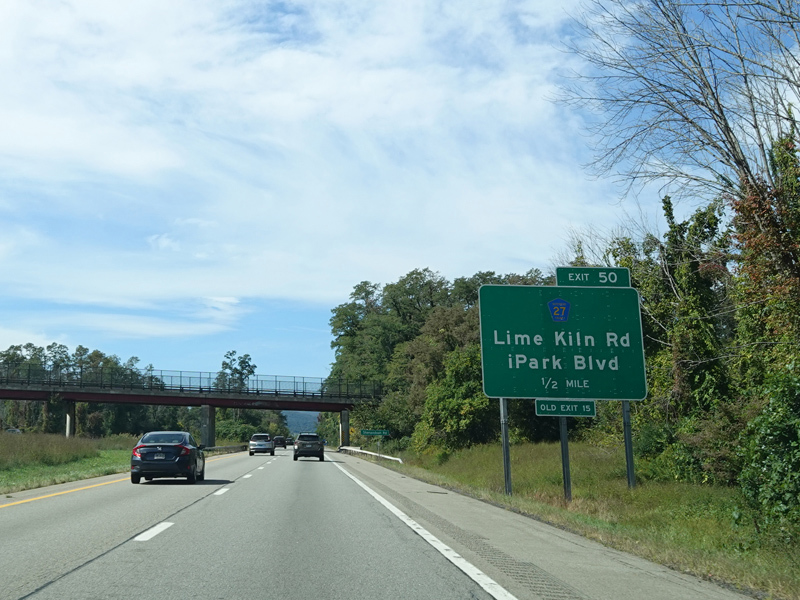 EXIT 50
27
Lime Kiln Rd
iPark Blvd
1/2 MILE
OLD EXIT 15